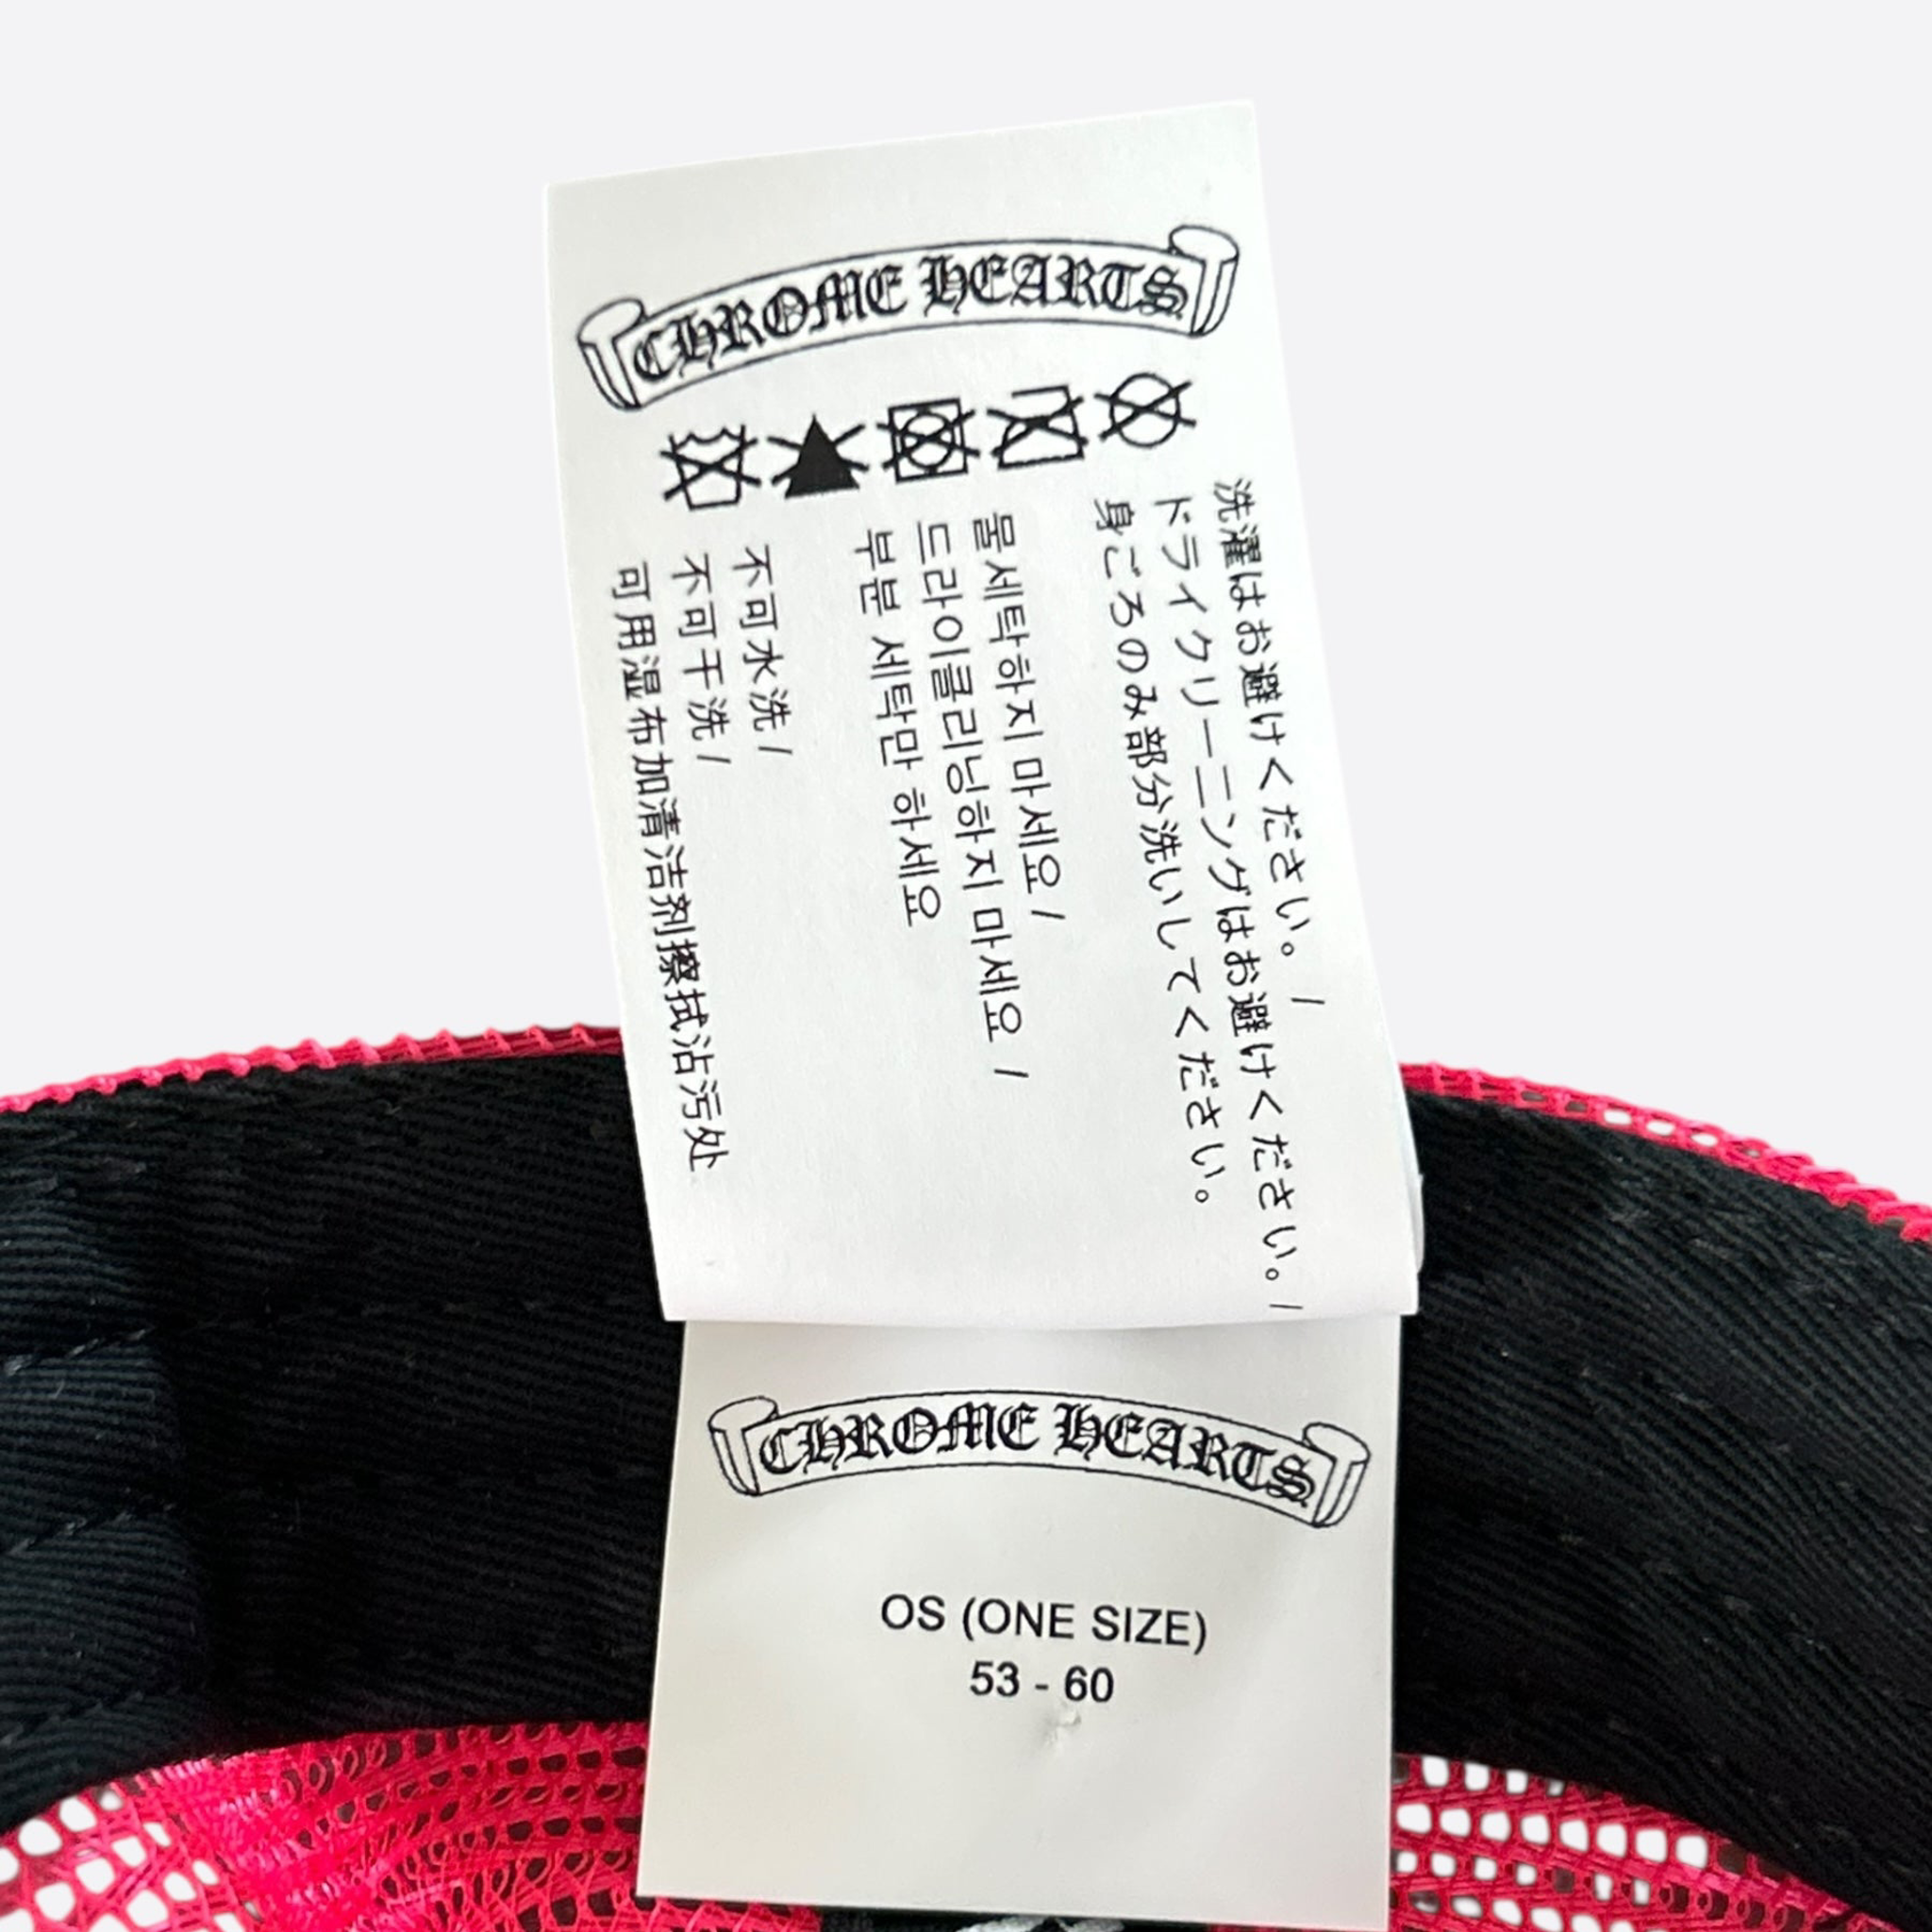 CHROME HEARTS
洗濯はお避けください。 /
ドライクリーニングはお避けください。 /
身ごろのみ部分洗いしてください。
물세탁하지 마세요 /
드라이클리닝하지 마세요 /
부분 세탁만 하세요
不可水洗 /
不可干洗 /
可用湿布加清洁剂擦拭沾污处
CHROME HEARTS
OS (ONE SIZE)
53 - 60